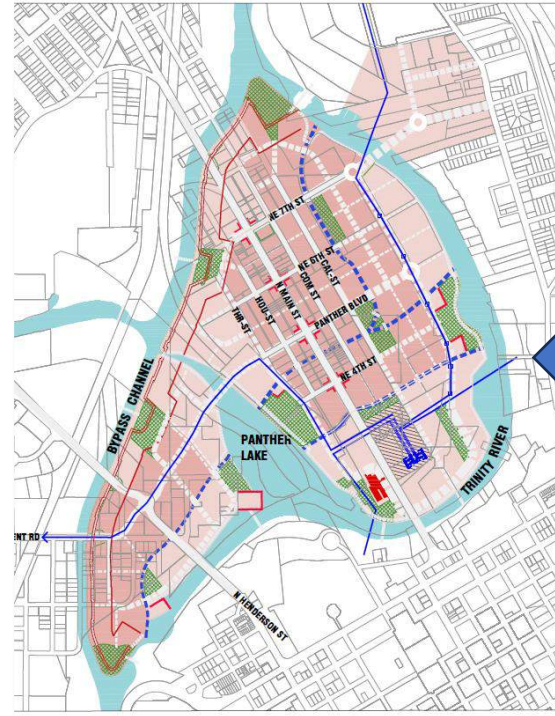 NE 7TH ST
NE 6TH ST
CAL-ST
COM ST
N MAIN ST
HOU-ST
THR-ST
PANTHER BLVD
NE 4TH ST
BYPASS CHANNEL
PANTHER
LAKE
TRINITY RIVER
ENT RD
N HENDERSON ST